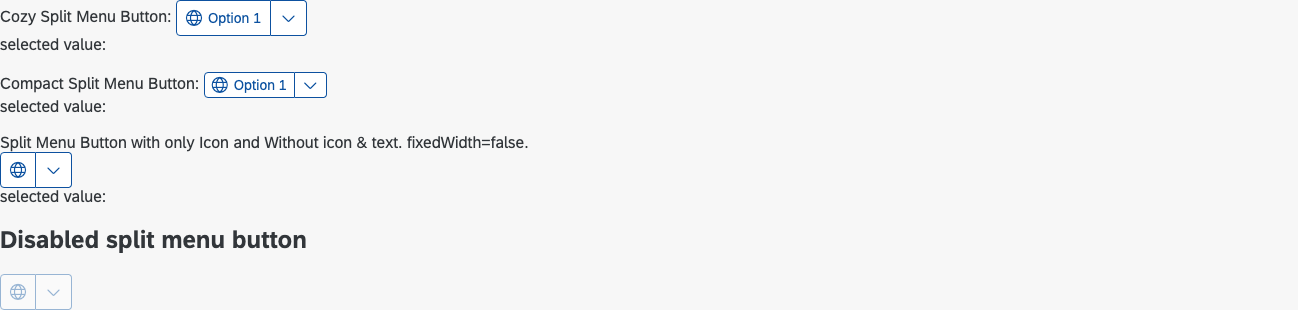 Cozy Split Menu Button: Option 1
selected value:
Compact Split Menu Button: Option 1
selected value:
Split Menu Button with only Icon and Without icon & text. fixedWidth=false.
selected value:
Disabled split menu button